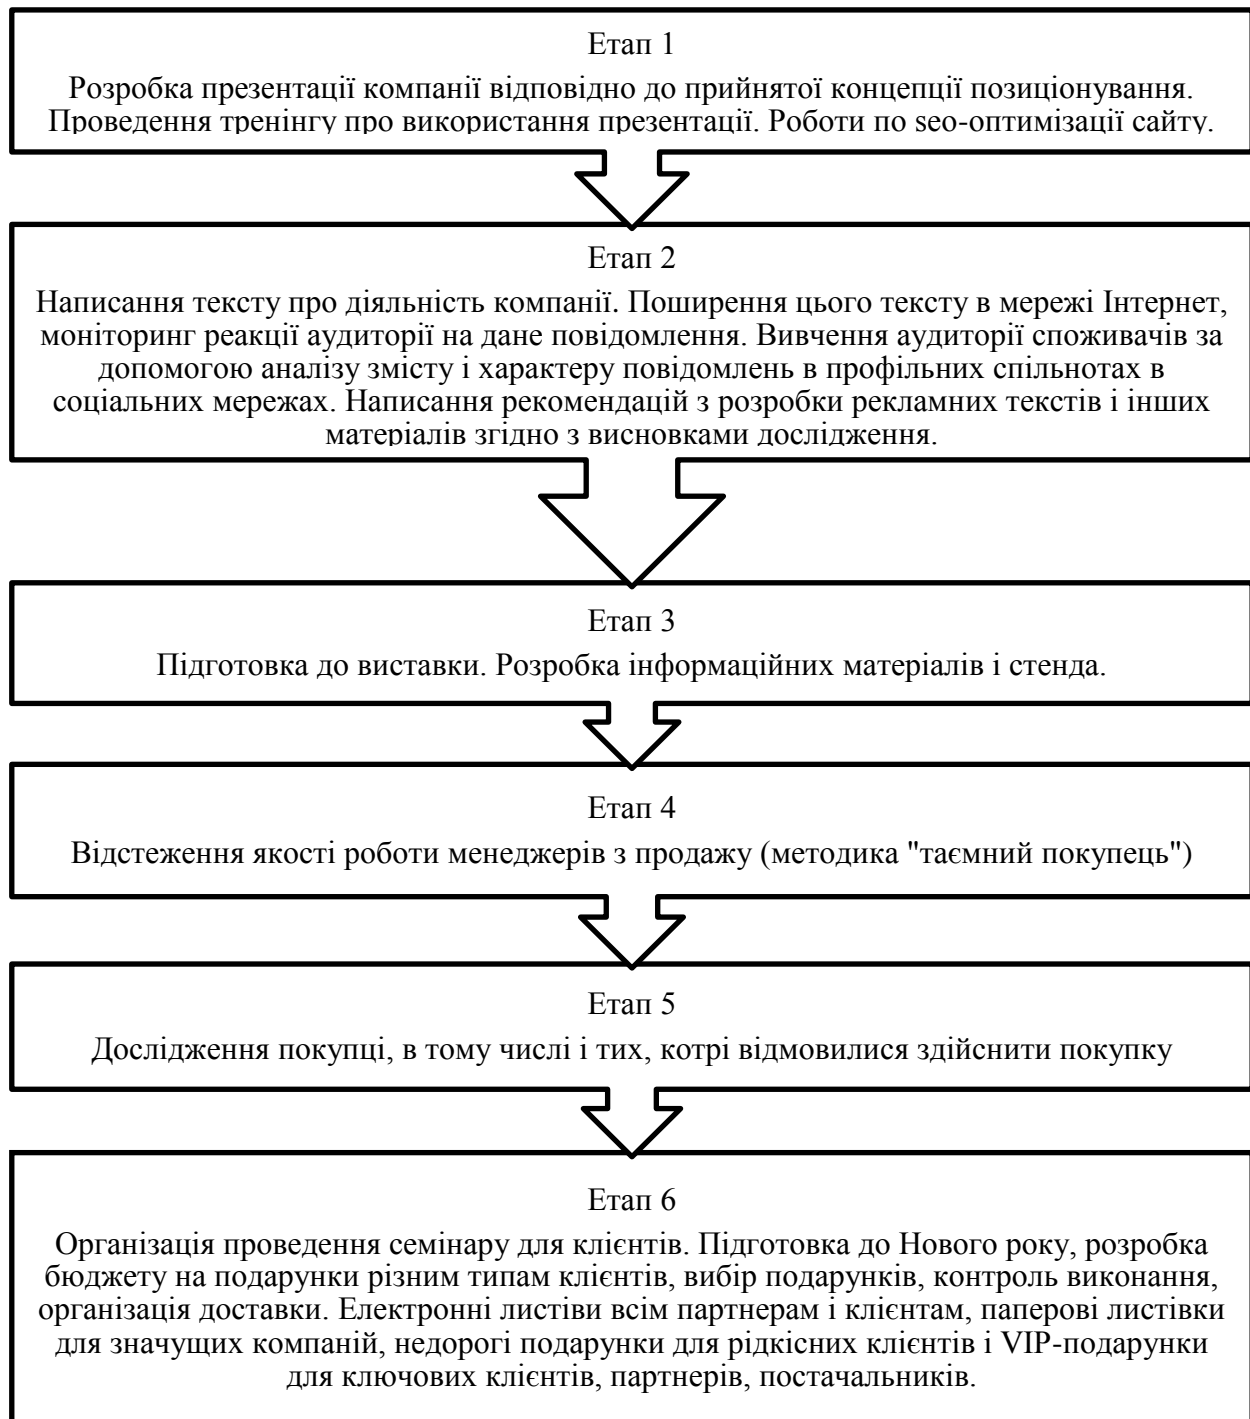 Етап 1
Розробка презентації компанії відповідно до прийнятої концепції позиціонування.
Проведення тренінгу про використання презентації. Роботи по seo-оптимізації сайту.
Етап 2
Написання тексту про діяльність компанії. Поширення цього тексту в мережі Інтернет,
моніторинг реакції аудиторії на дане повідомлення. Вивчення аудиторії споживачів за
допомогою аналізу змісту і характеру повідомлень в профільних спільнотах в
соціальних мережах. Написання рекомендацій з розробки рекламних текстів і інших
матеріалів згідно з висновками дослідження.
Етап 3
Підготовка до виставки. Розробка інформаційних матеріалів і стенда.
Етап 4
Відстеження якості роботи менеджерів з продажу (методика "таємний покупець")
Етап 5
Дослідження покупці, в тому числі і тих, котрі відмовилися здійснити покупку
Етап 6
Організація проведення семінару для клієнтів. Підготовка до Нового року, розробка
бюджету на подарунки різним типам клієнтів, вибір подарунків, контроль виконання,
організація доставки. Електронні листіви всім партнерам і клієнтам, паперові листівки
для значущих компаній, недорогі подарунки для рідкісних клієнтів і VIP-подарунки
для ключових клієнтів, партнерів, постачальників.